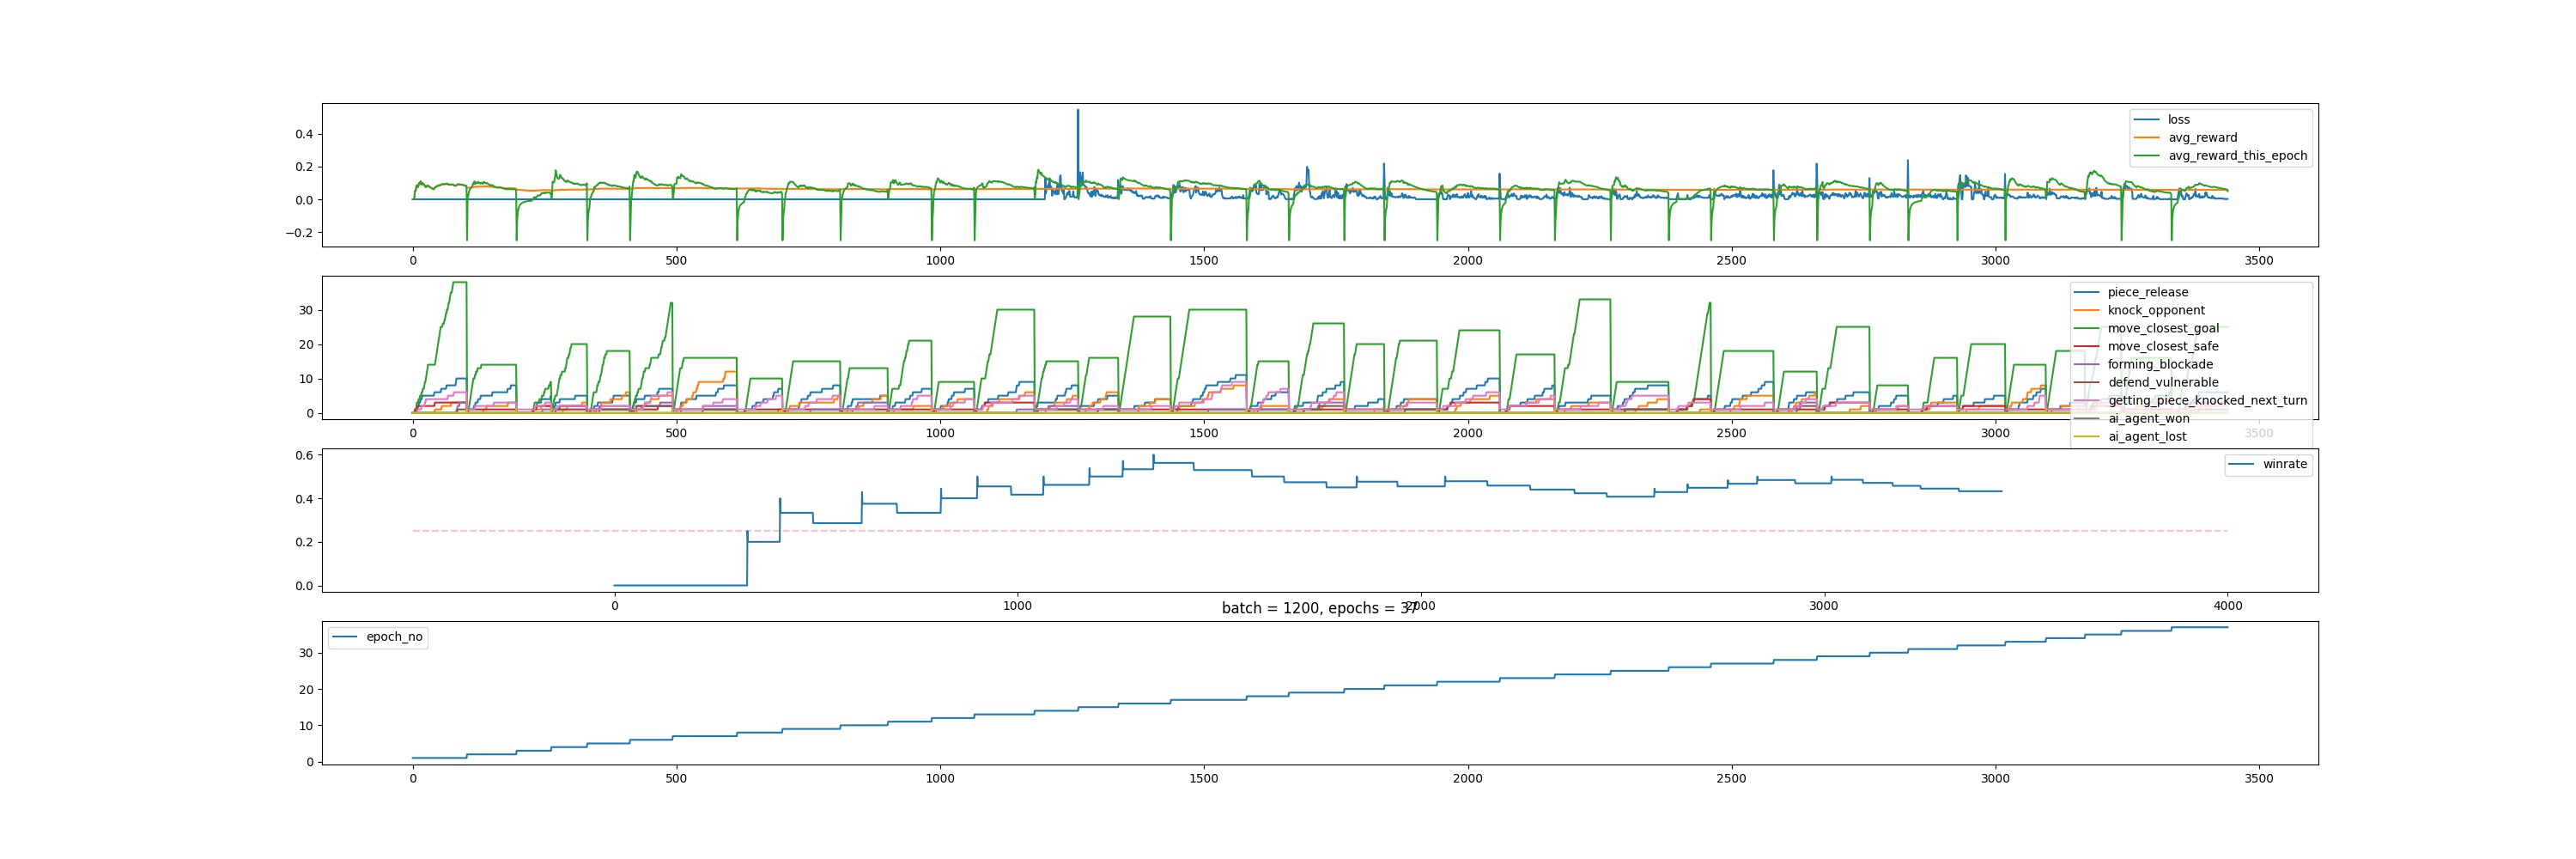 0.4
0.2
0.0
−0.2
loss
avg_reward
avg_reward_this_epoch
0 500 1000 1500 2000 2500 3000 3500
30
20
10
0
piece_release
knock_opponent
move_closest_goal
move_closest_safe
forming_blockade
defend_vulnerable
getting_piece_knocked_next_turn
ai_agent_won
ai_agent_lost
0 500 1000 1500 2000 2500 3000 3500
0.6
0.4
0.2
0.0
winrate
0 1000 2000 3000 4000
batch = 1200, epochs = 37
epoch_no
30
20
10
0
0 500 1000 1500 2000 2500 3000 3500